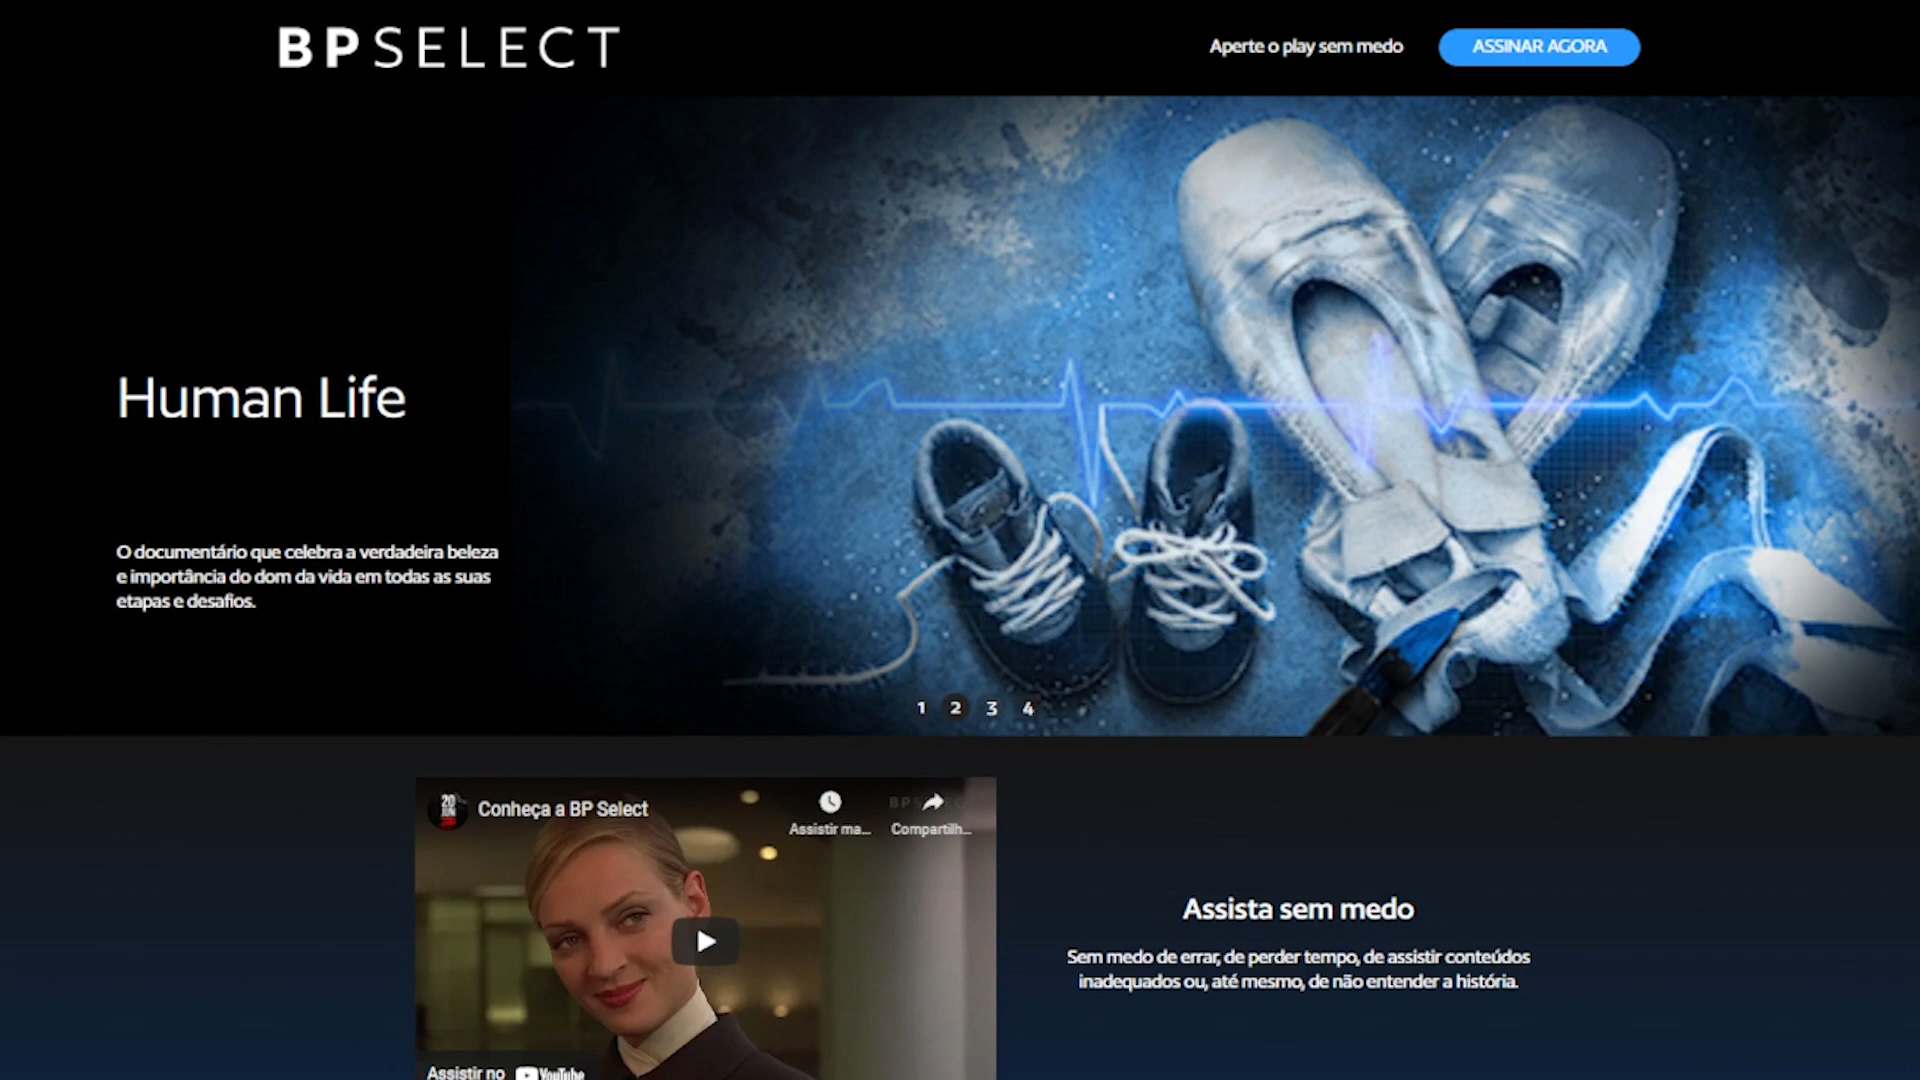 BPSELECT
Aperte o play sem medo
ASSINAR AGORA
Human Life
O documentário que celebra a verdadeira beleza
e importância do dom da vida em todas as suas
etapas e desafios.
1 2 3 4
20
JUN
Conheça a BP Select
Assistir ma...
Compartilh...
Assistir no YouTube
Assista sem medo
Sem medo de errar, de perder tempo, de assistir conteúdos
inadequados ou, até mesmo, de não entender a história.